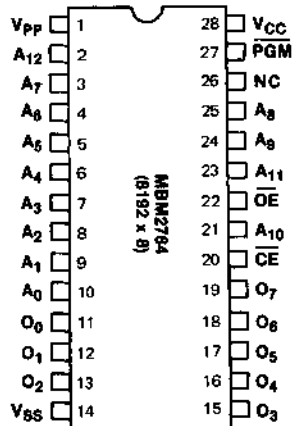 VPP 1 28 VCC
A12 2 27 PGM
A7 3 26 NC
A6 4 25 A8
A5 5 24 A9
A4 6 23 A11
A3 7 22 OE
A2 8 21 A10
A1 9 20 CE
A0 10 19 O7
O0 11 18 O6
O1 12 17 O5
O2 13 16 O4
VSS 14 15 O3
MBM2764
(8192 x 8)